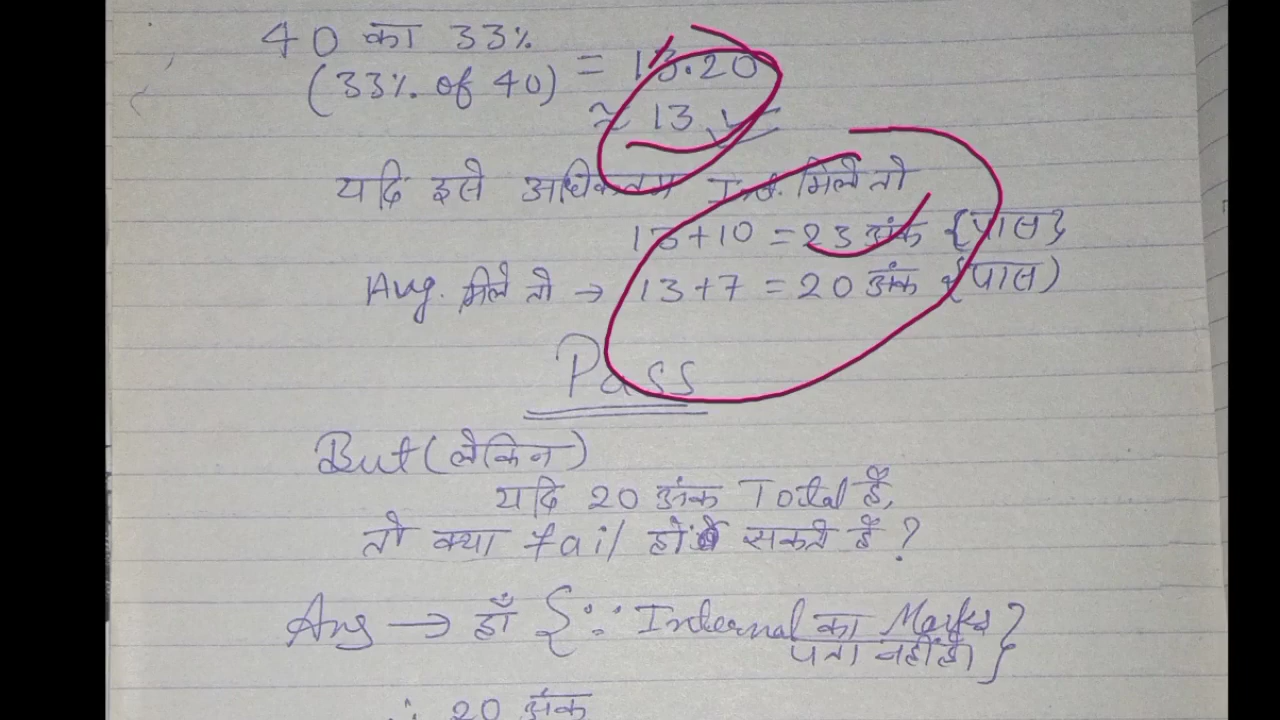 40 का 33%
(33% of 40) = 13.20
≈ 13
यदि इसे अधिकतम Int. मिले तो
13+10 = 23 अंक {पास}
Avg. मिले तो → 13+7 = 20 अंक {पास)
Pass
But (लेकिन)
यदि 20 अंक Total हैं,
तो क्या fail हो सकते हैं ?
Ans → हाँ {∵ Internal का Marks
पता नहीं है}
∴ 20 अंक